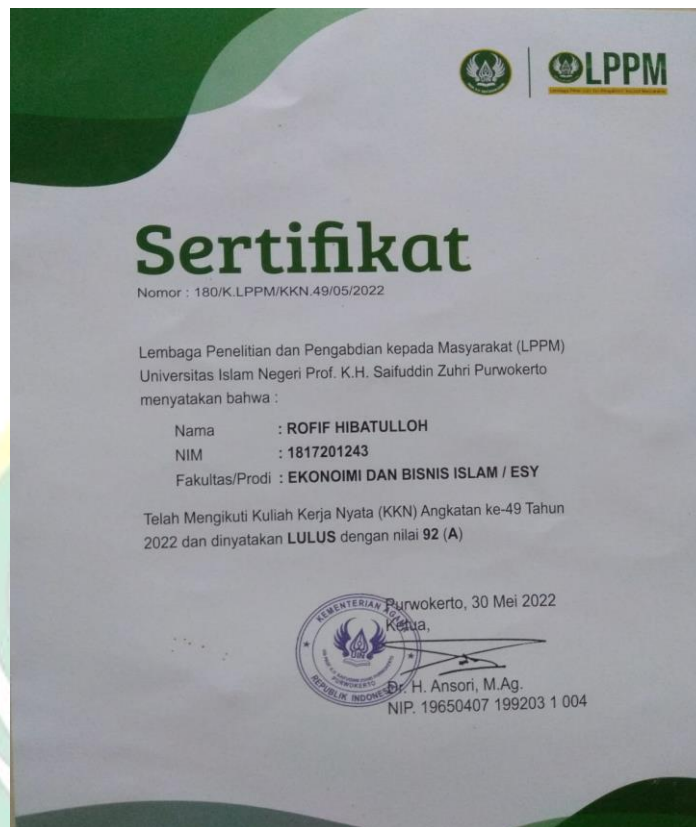 LPPM
Sertifikat
Nomor : 180/K.LPPM/KKN.49/05/2022
Lembaga Penelitian dan Pengabdian kepada Masyarakat (LPPM)
Universitas Islam Negeri Prof. K.H. Saifuddin Zuhri Purwokerto
menyatakan bahwa :
Nama : ROFIF HIBATULLOH
NIM : 1817201243
Fakultas/Prodi : EKONOIMI DAN BISNIS ISLAM / ESY
Telah Mengikuti Kuliah Kerja Nyata (KKN) Angkatan ke-49 Tahun
2022 dan dinyatakan LULUS dengan nilai 92 (A)
Purwokerto, 30 Mei 2022
Ketua,
KEMENTERIAN AGAMA
PURWOKERTO
REPUBLIK INDONESIA
Dr. H. Ansori, M.Ag.
NIP. 19650407 199203 1 004